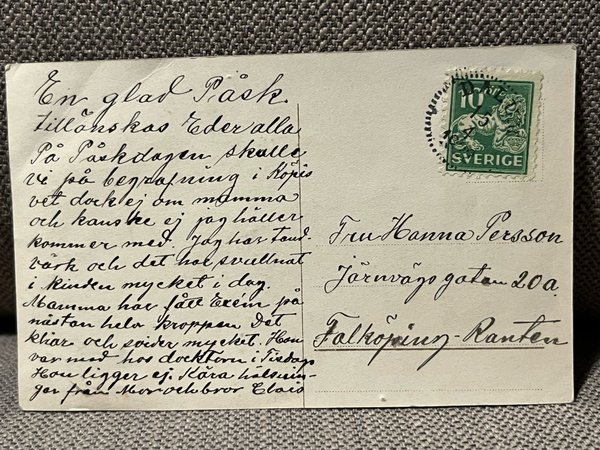 En glad Påsk
tillönskas Eder alla
På Påskdagen skulle
vi på begrafning i Köpis
vet dock ej om mamma
och kanske ej jag häller
kommer med. Jag har tand-
värk och det har svullnat
i kinden mycket i dag.
Mamma har fått Exem på
nästan hela kroppen Det
kliar och svider mycket. Hon
var med hos docktorn i Tisdags
Hon ligger ej. Kära hälsnin-
gar från Mor och bror
10
SVERIGE
Fru Hanna Persson
Järnvägsgatan 20a.
Falköping-Ranten